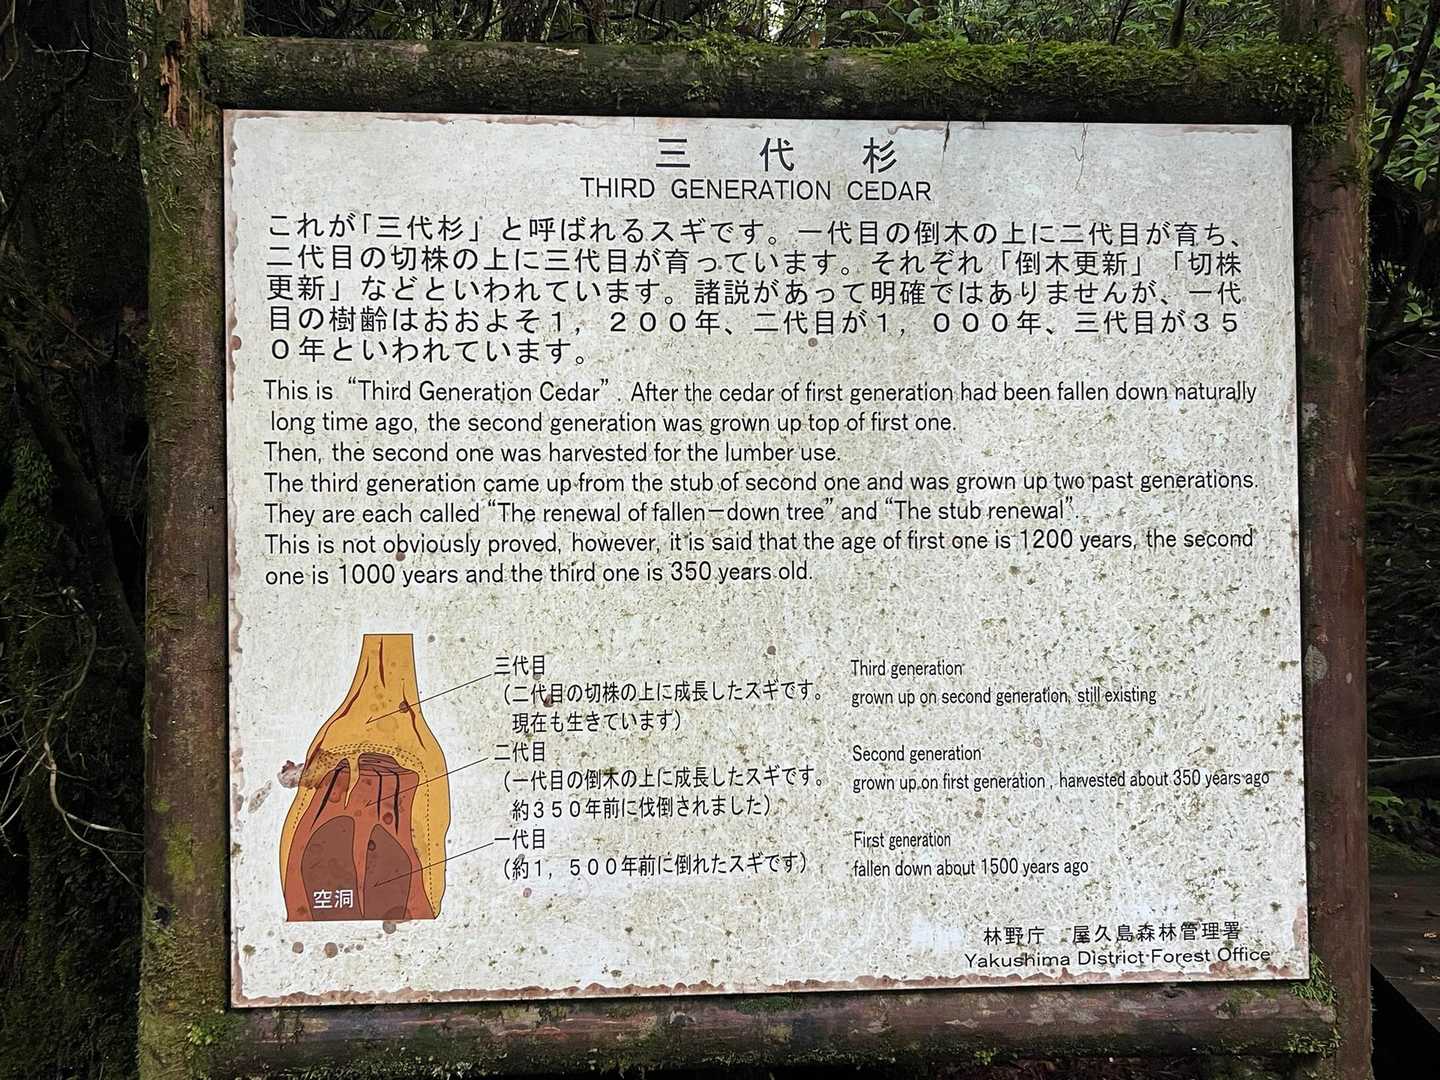 三 代 杉
THIRD GENERATION CEDAR
これが「三代杉」と呼ばれるスギです。一代目の倒木の上に二代目が育ち、
二代目の切株の上に三代目が育っています。それぞれ「倒木更新」「切株
更新」などといわれています。諸説があって明確ではありませんが、一代
目の樹齢はおおよそ１，２００年、二代目が１，０００年、三代目が３５
０年といわれています。
This is “Third Generation Cedar”. After the cedar of first generation had been fallen down naturally
long time ago, the second generation was grown up top of first one.
Then, the second one was harvested for the lumber use.
The third generation came up from the stub of second one and was grown up two past generations.
They are each called “The renewal of fallen－down tree” and “The stub renewal”.
This is not obviously proved, however, it is said that the age of first one is 1200 years, the second
one is 1000 years and the third one is 350 years old.
三代目
（二代目の切株の上に成長したスギです。
現在も生きています）
Third generation
grown up on second generation, still existing
二代目
（一代目の倒木の上に成長したスギです。
約３５０年前に伐倒されました）
Second generation
grown up on first generation , harvested about 350 years ago
一代目
（約１，５００年前に倒れたスギです）
First generation
fallen down about 1500 years ago
空洞
林野庁 屋久島森林管理署
Yakushima District Forest Office